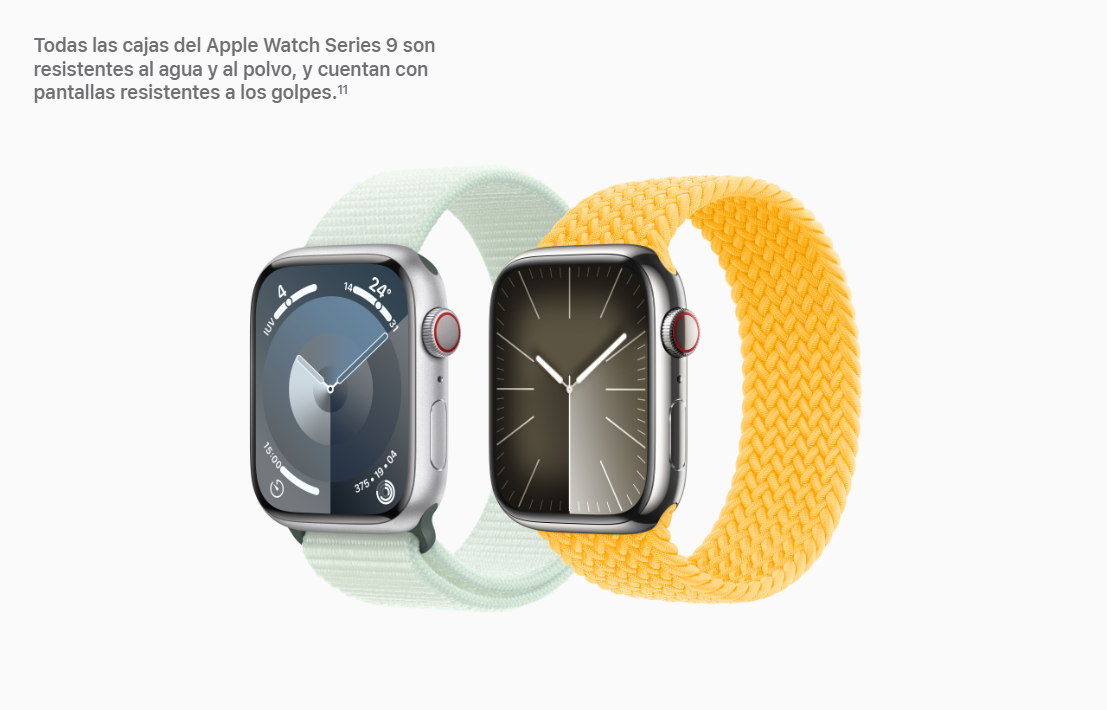 Todas las cajas del Apple Watch Series 9 son
resistentes al agua y al polvo, y cuentan con
pantallas resistentes a los golpes.¹¹
4
IUV
14
24°
31
15:00
375 • 19 • 04